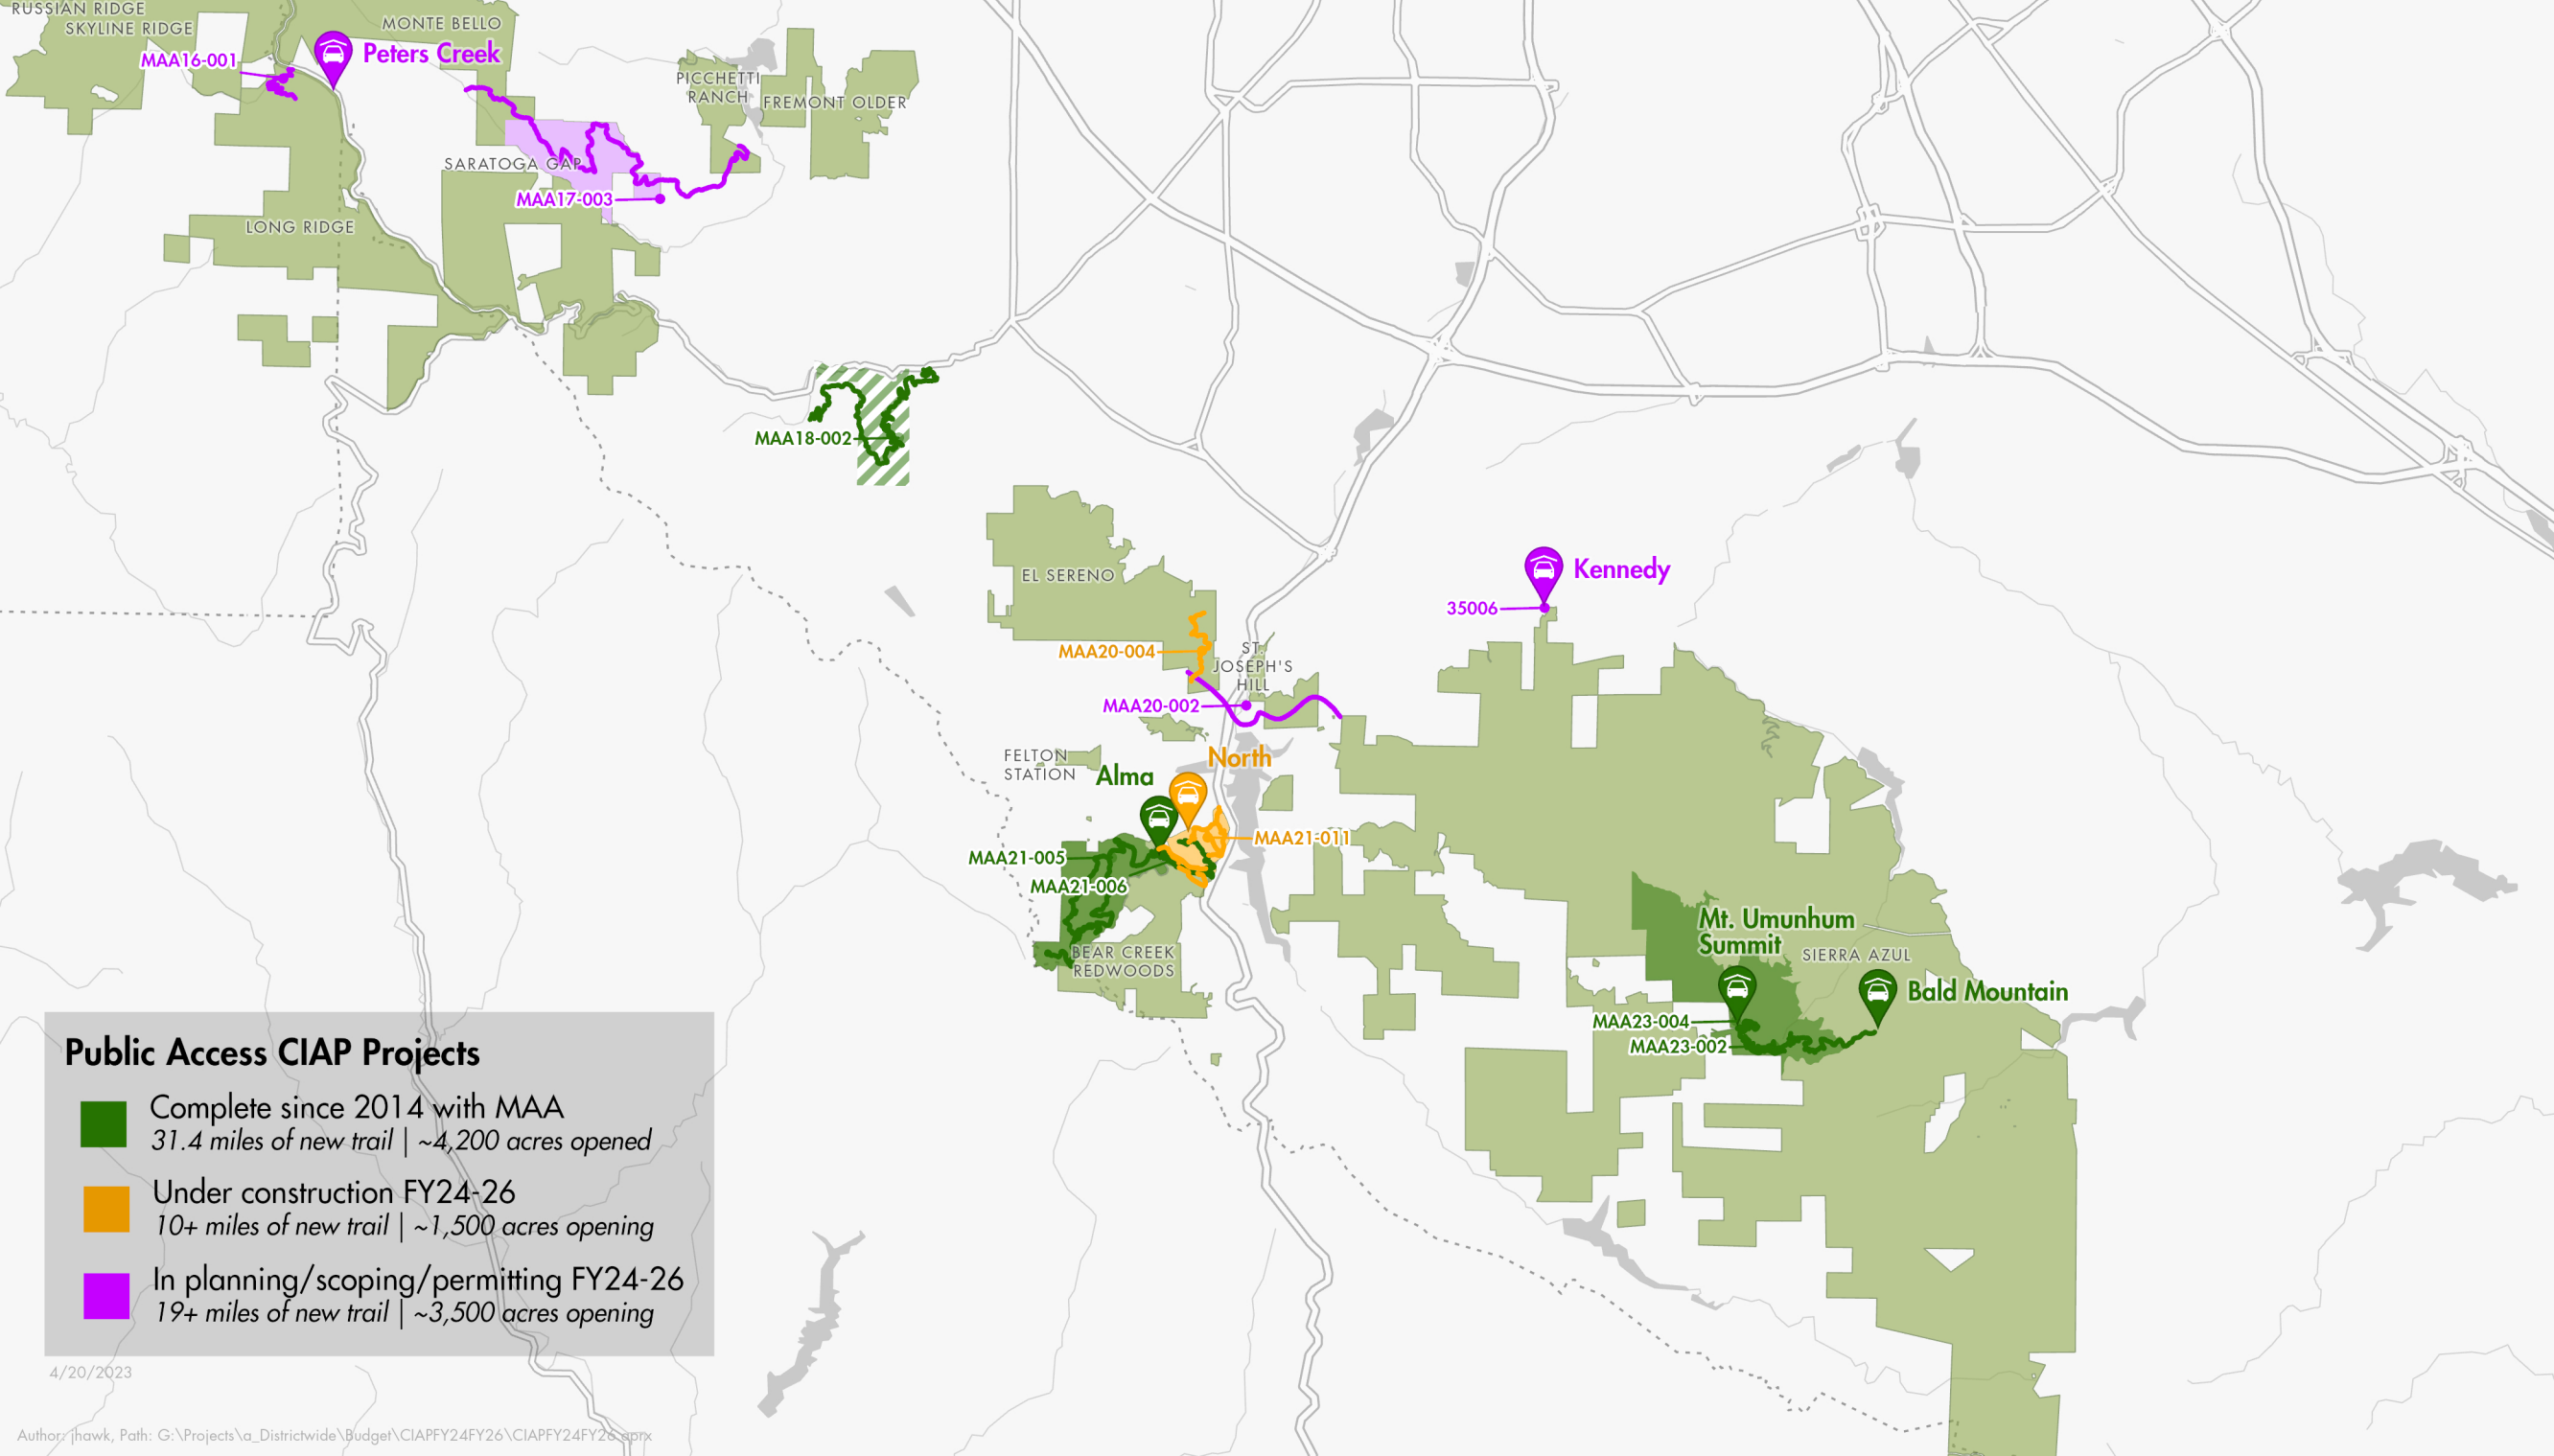 RUSSIAN RIDGE
SKYLINE RIDGE
MONTE BELLO
MAA16-001
Peters Creek
PICCHETTI
RANCH
FREMONT OLDER
SARATOGA GAP
MAA17-003
LONG RIDGE
MAA18-002
EL SERENO
Kennedy
35006
MAA20-004
ST.
JOSEPH'S
HILL
MAA20-002
FELTON
STATION
North
Alma
MAA21-011
MAA21-005
MAA21-006
BEAR CREEK
REDWOODS
Mt. Umunhum
Summit
SIERRA AZUL
Bald Mountain
MAA23-004
MAA23-002
Public Access CIAP Projects
Complete since 2014 with MAA
31.4 miles of new trail | ~4,200 acres opened
Under construction FY24-26
10+ miles of new trail | ~1,500 acres opening
In planning/scoping/permitting FY24-26
19+ miles of new trail | ~3,500 acres opening
4/20/2023
Author: jhawk, Path: G:\Projects\a_Districtwide\Budget\CIAPFY24FY26\CIAPFY24FY26.aprx